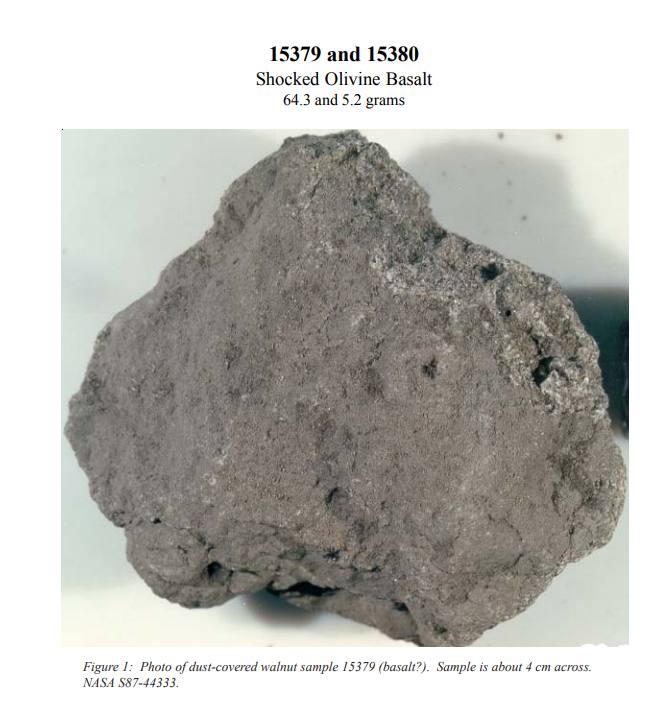 15379 and 15380
Shocked Olivine Basalt
64.3 and 5.2 grams
Figure 1:  Photo of dust-covered walnut sample 15379 (basalt?).  Sample is about 4 cm across.
NASA S87-44333.